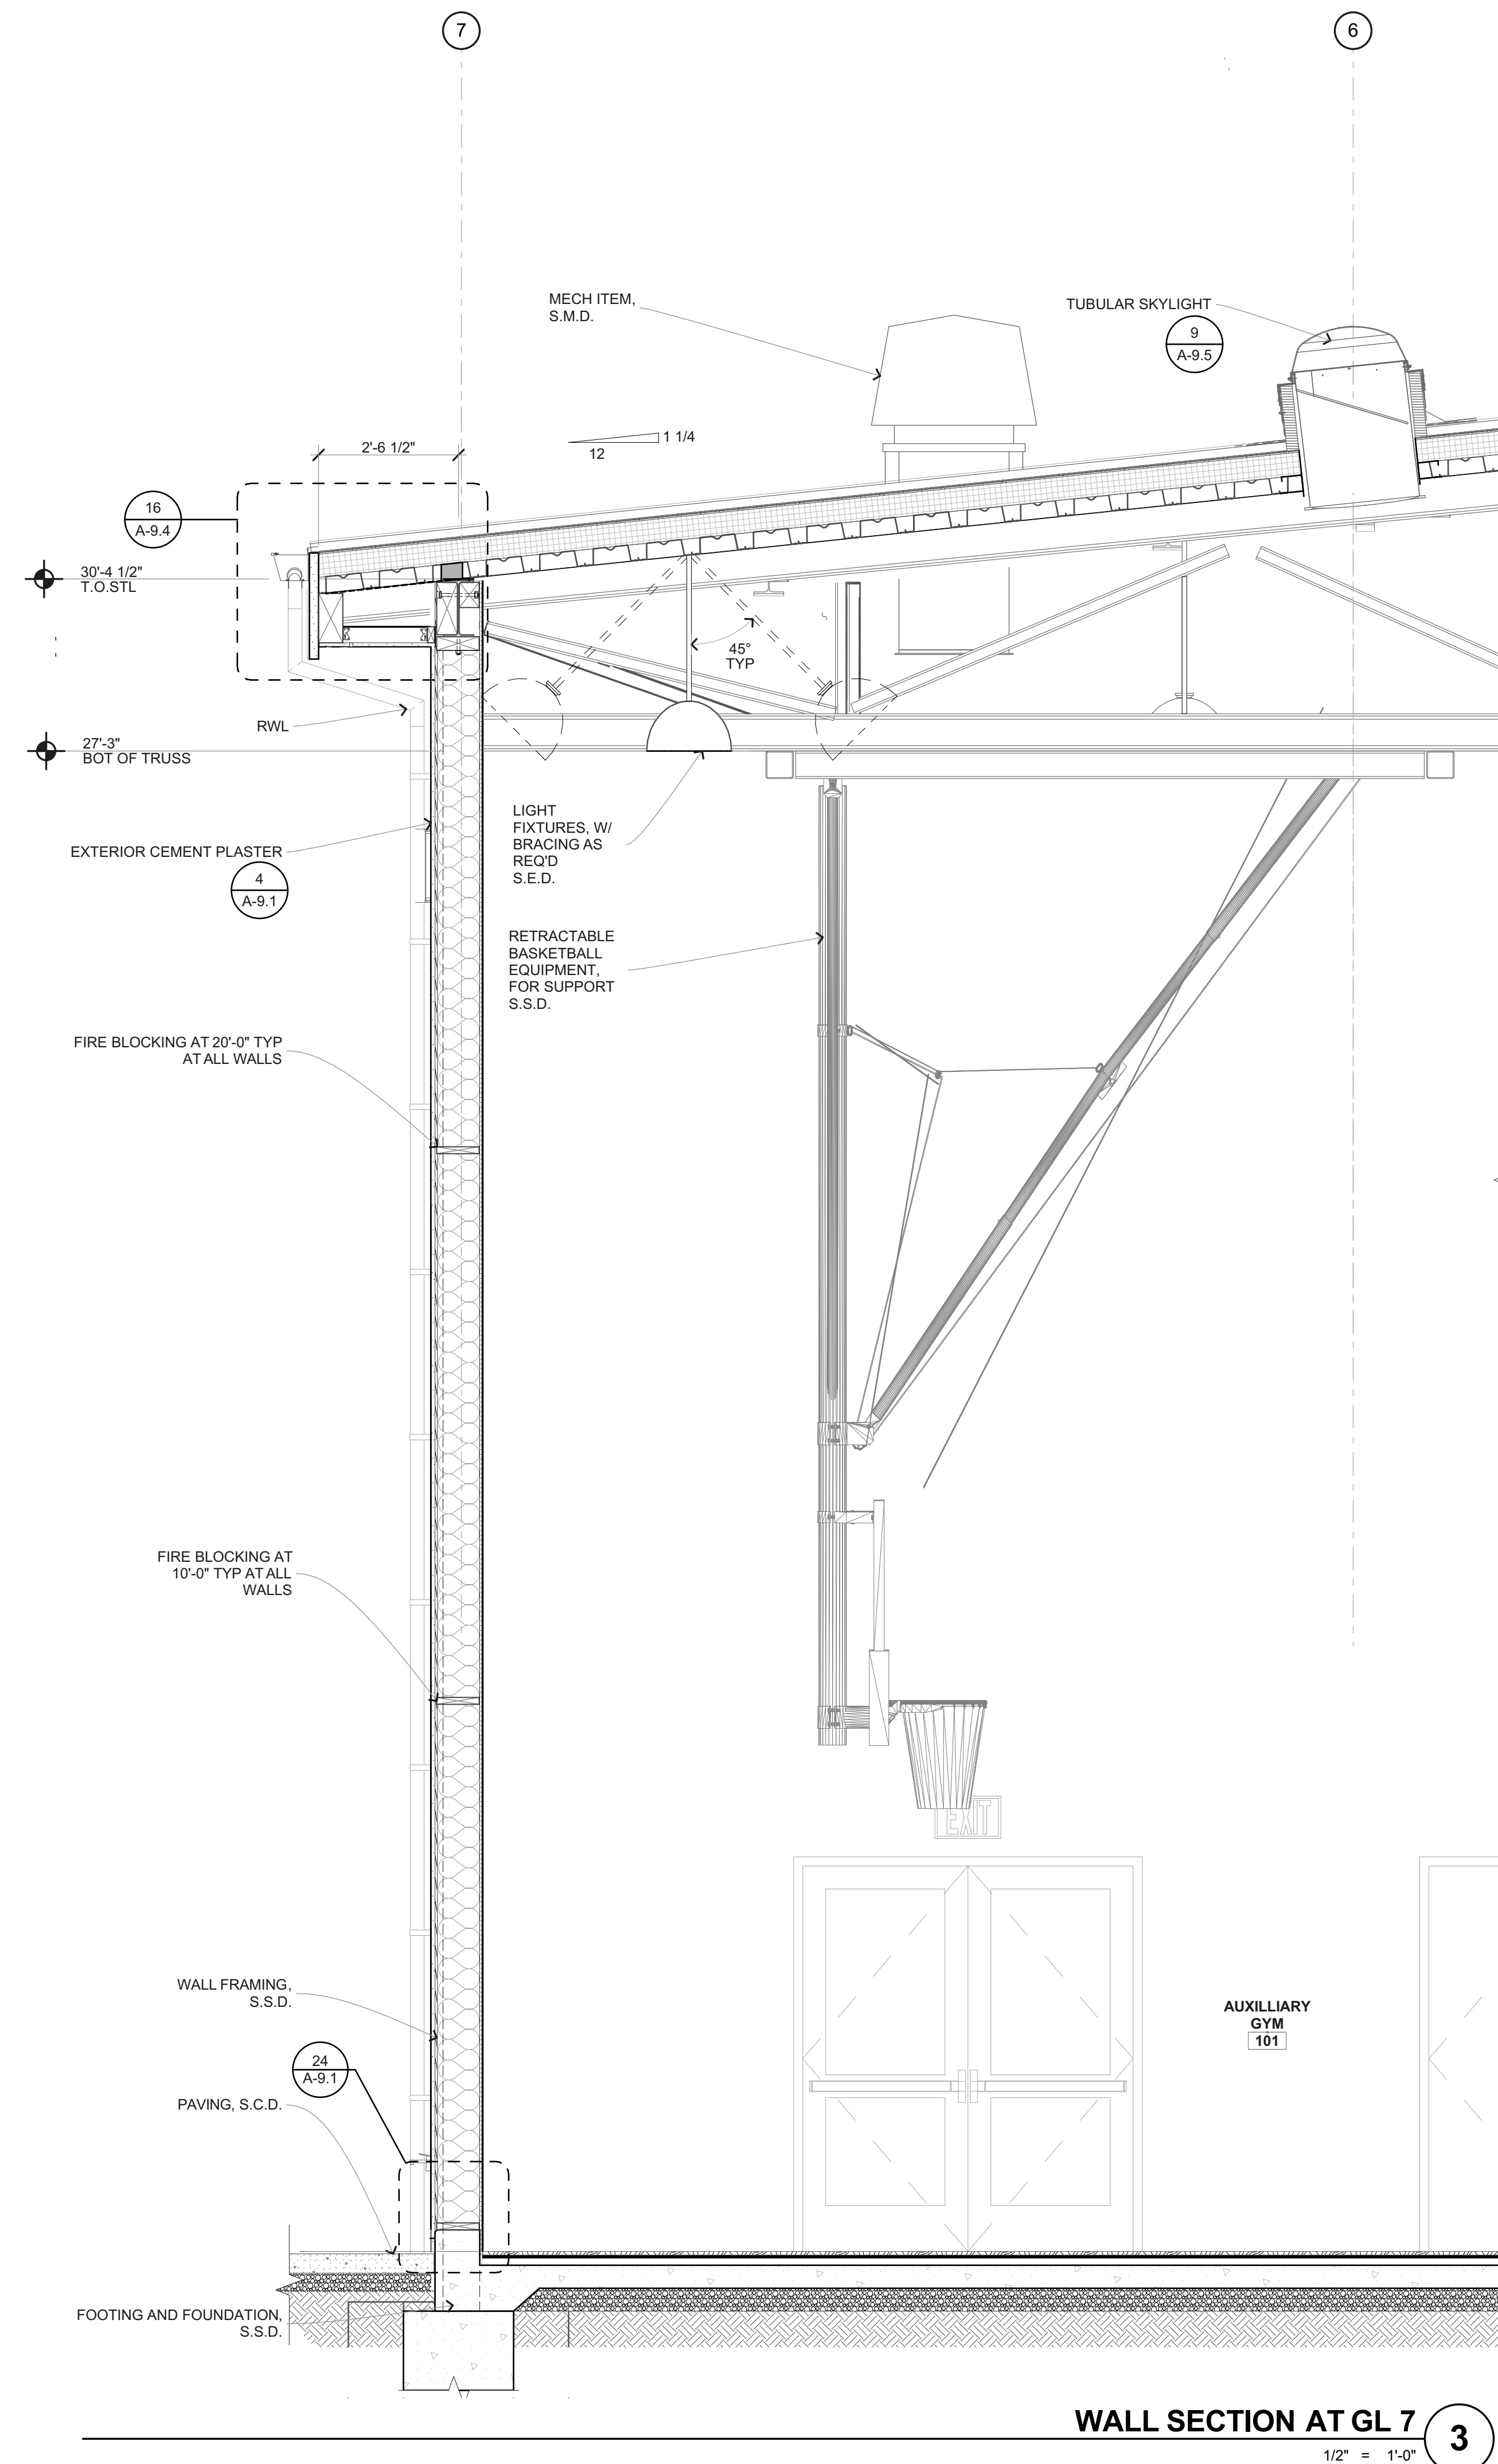 7
6
MECH ITEM,
S.M.D.
TUBULAR SKYLIGHT
9
A-9.5
2'-6 1/2"
1 1/4
12
16
A-9.4
30'-4 1/2"
T.O.STL
45°
TYP
RWL
27'-3"
BOT OF TRUSS
LIGHT
FIXTURES, W/
BRACING AS
REQ'D
S.E.D.
EXTERIOR CEMENT PLASTER
4
A-9.1
RETRACTABLE
BASKETBALL
EQUIPMENT,
FOR SUPPORT
S.S.D.
FIRE BLOCKING AT 20'-0" TYP
AT ALL WALLS
FIRE BLOCKING AT
10'-0" TYP AT ALL
WALLS
EXIT
WALL FRAMING,
S.S.D.
AUXILLIARY
GYM
101
24
A-9.1
PAVING, S.C.D.
FOOTING AND FOUNDATION,
S.S.D.
WALL SECTION AT GL 7
3
1/2" = 1'-0"